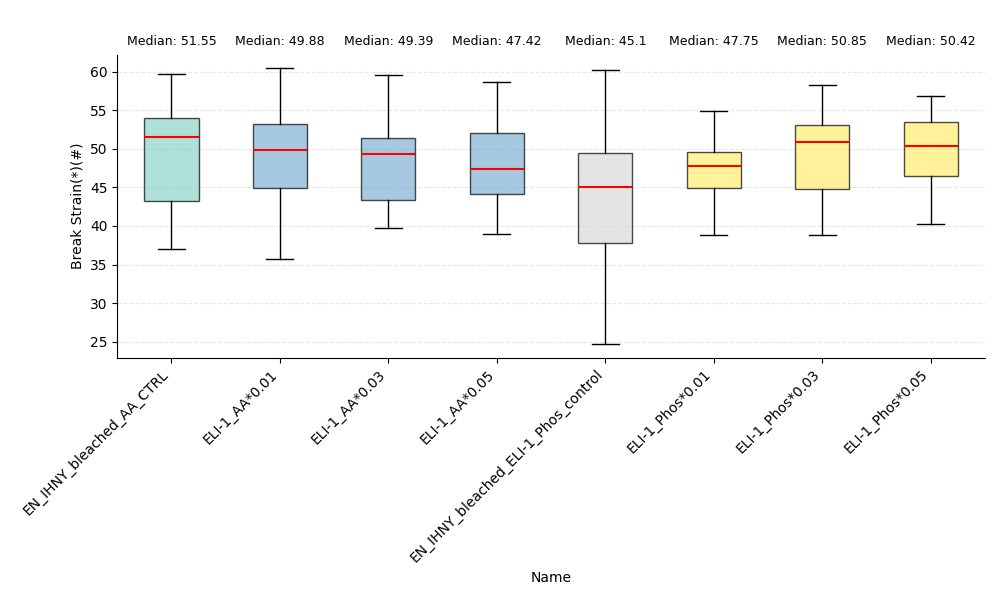 Median: 51.55 Median: 49.88 Median: 49.39 Median: 47.42 Median: 45.1 Median: 47.75 Median: 50.85 Median: 50.42
Break Strain(*)(#)
60
55
50
45
40
35
30
25
EN_IHNY_bleached_AA_CTRL
ELI-1_AA*0.01
ELI-1_AA*0.03
ELI-1_AA*0.05
EN_IHNY_bleached_ELI-1_Phos_control
ELI-1_Phos*0.01
ELI-1_Phos*0.03
ELI-1_Phos*0.05
Name